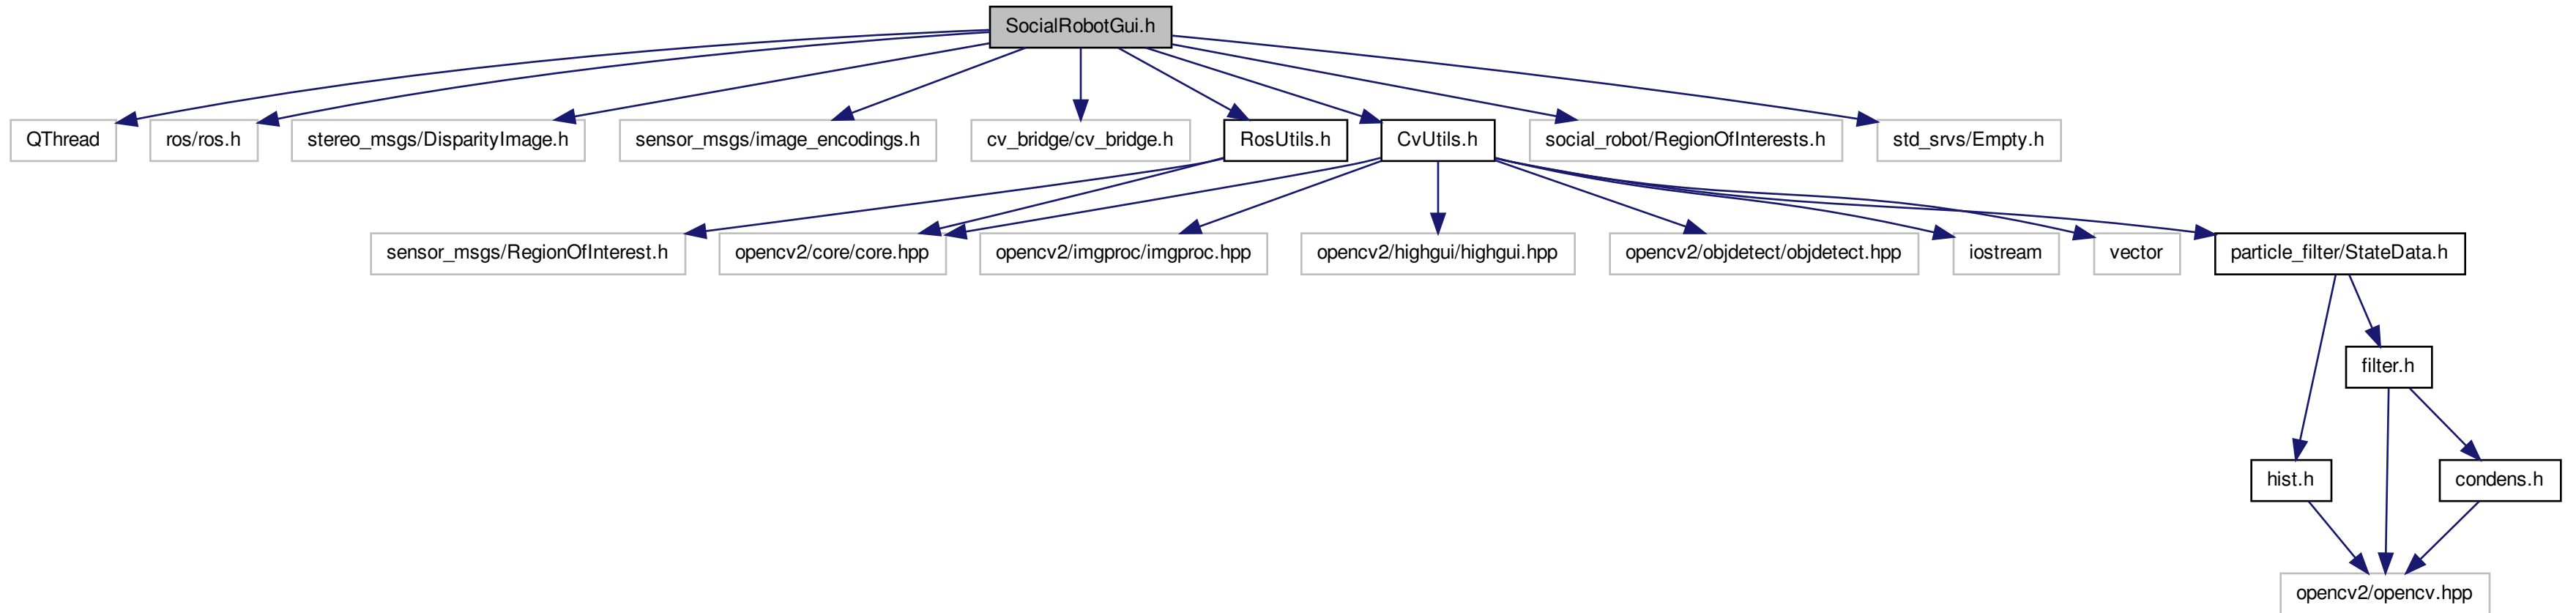 SocialRobotGui.h
QThread
ros/ros.h
stereo_msgs/DisparityImage.h
sensor_msgs/image_encodings.h
cv_bridge/cv_bridge.h
RosUtils.h
CvUtils.h
social_robot/RegionOfInterests.h
std_srvs/Empty.h
sensor_msgs/RegionOfInterest.h
opencv2/core/core.hpp
opencv2/imgproc/imgproc.hpp
opencv2/highgui/highgui.hpp
opencv2/objdetect/objdetect.hpp
iostream
vector
particle_filter/StateData.h
filter.h
hist.h
condens.h
opencv2/opencv.hpp